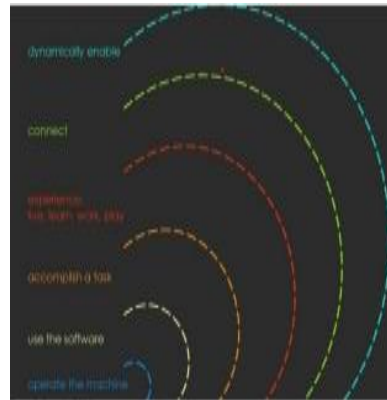 dynamically enable
connect
experience
live, learn, work, play
accomplish a task
use the software
operate the machine